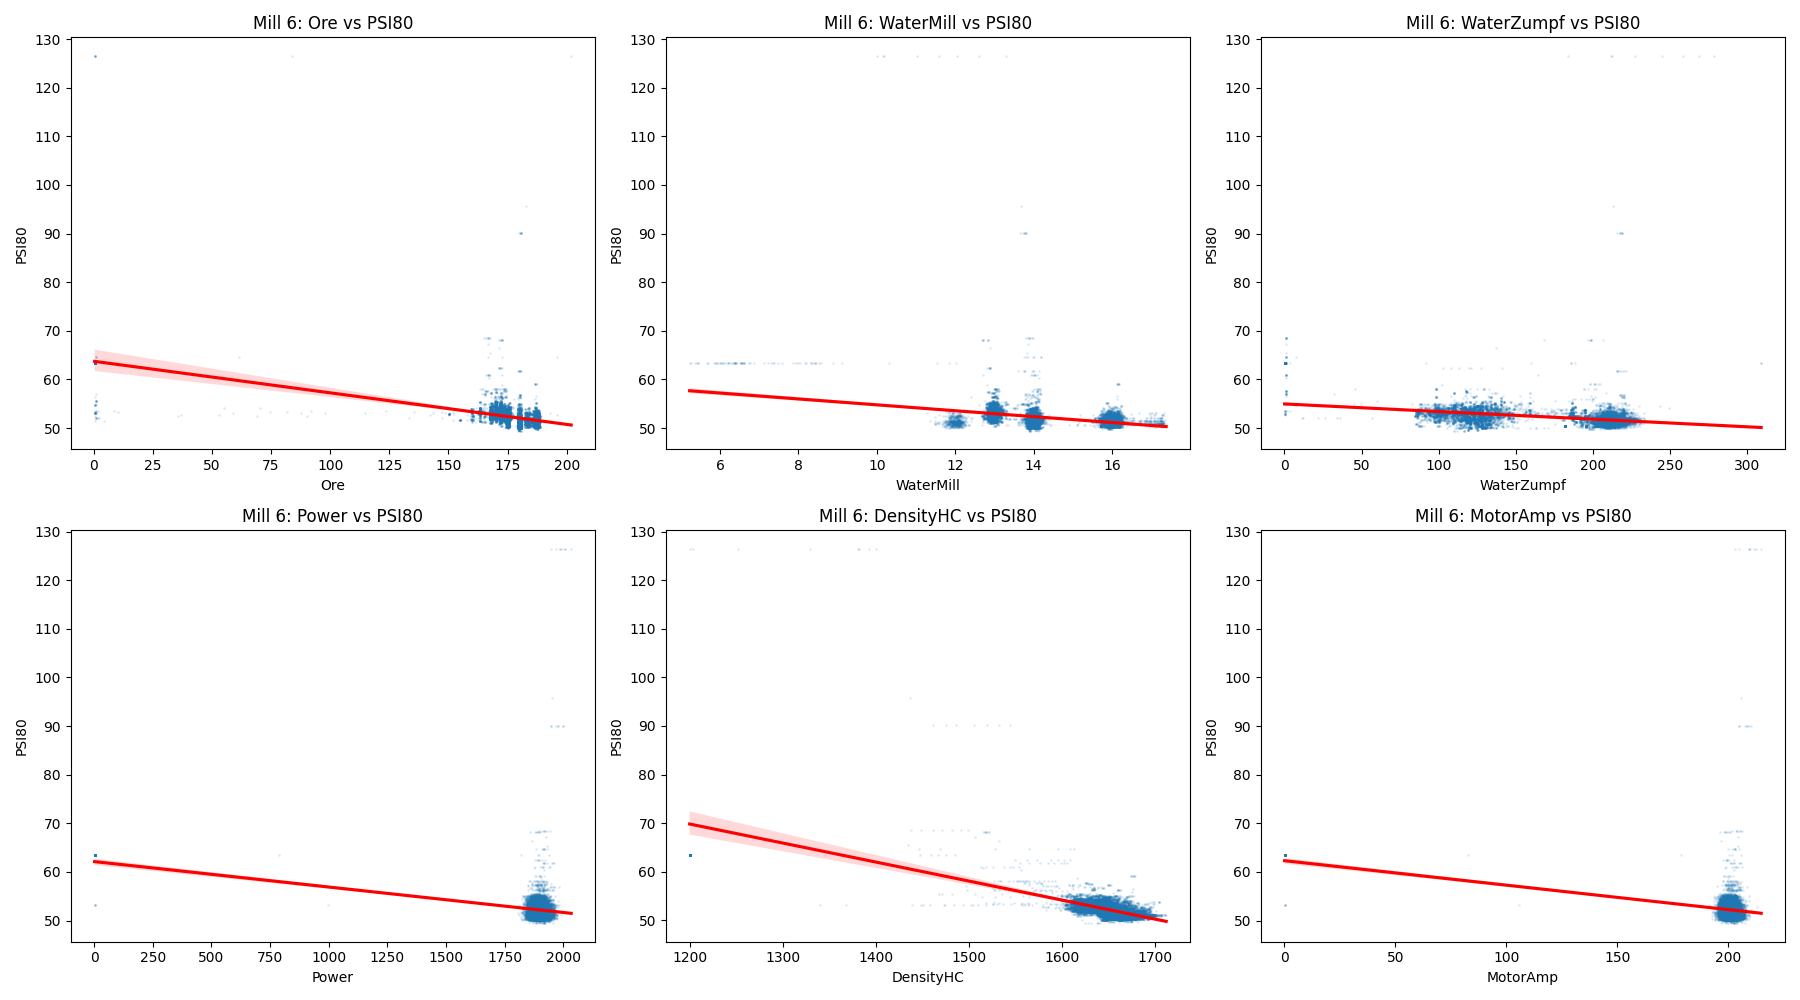 Mill 6: Ore vs PSI80
Mill 6: WaterMill vs PSI80
Mill 6: WaterZumpf vs PSI80
130
120
110
100
90
80
70
60
50
PSI80
0 25 50 75 100 125 150 175 200
Ore
130
120
110
100
90
80
70
60
50
PSI80
6 8 10 12 14 16
WaterMill
130
120
110
100
90
80
70
60
50
PSI80
0 50 100 150 200 250 300
WaterZumpf
Mill 6: Power vs PSI80
Mill 6: DensityHC vs PSI80
Mill 6: MotorAmp vs PSI80
130
120
110
100
90
80
70
60
50
PSI80
0 250 500 750 1000 1250 1500 1750 2000
Power
130
120
110
100
90
80
70
60
50
PSI80
1200 1300 1400 1500 1600 1700
DensityHC
130
120
110
100
90
80
70
60
50
PSI80
0 50 100 150 200
MotorAmp